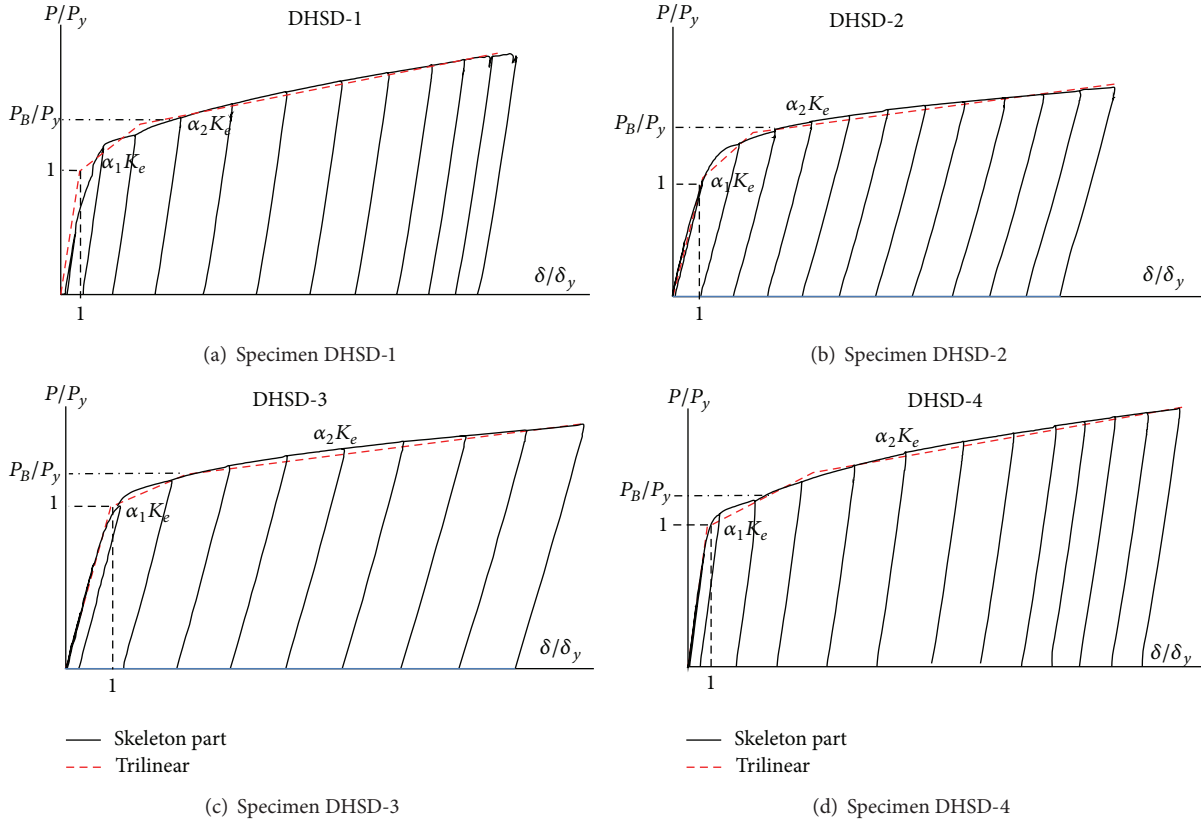 P/P_y
DHSD-1
P_B/P_y
α_2K_e
α_1K_e
1
δ/δ_y
1
(a) Specimen DHSD-1
P/P_y
DHSD-2
α_2K_e
P_B/P_y
1
α_1K_e
δ/δ_y
1
(b) Specimen DHSD-2
P/P_y
DHSD-3
α_2K_e
P_B/P_y
1
α_1K_e
δ/δ_y
1
Skeleton part
Trilinear
(c) Specimen DHSD-3
P/P_y
DHSD-4
α_2K_e
P_B/P_y
1
α_1K_e
δ/δ_y
1
Skeleton part
Trilinear
(d) Specimen DHSD-4